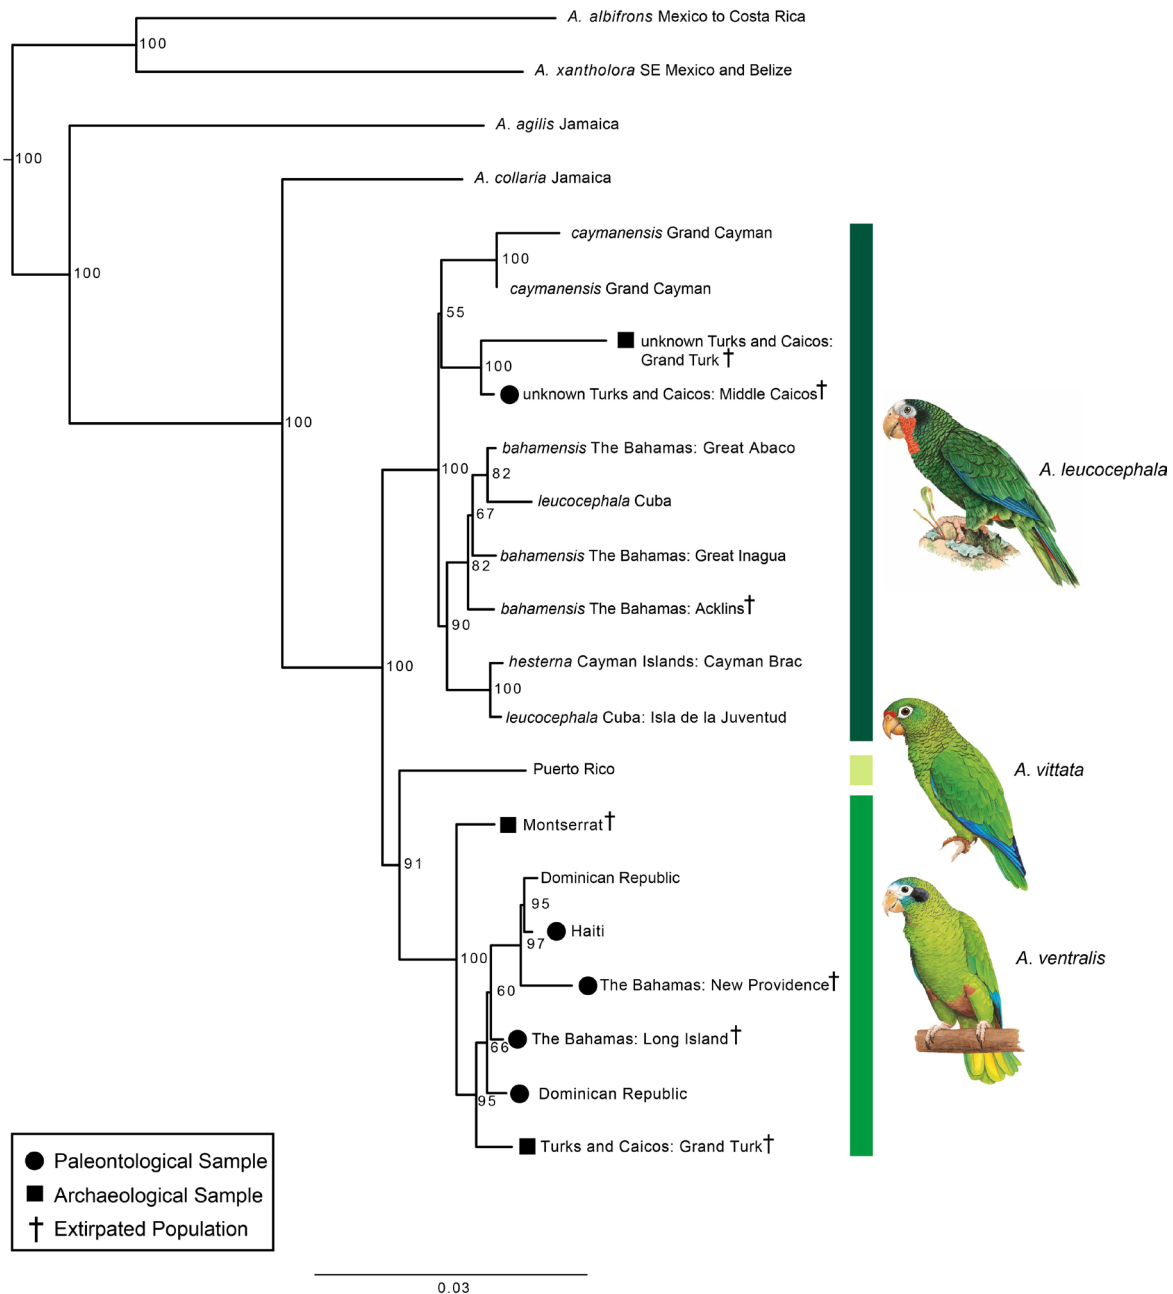 A. albifrons Mexico to Costa Rica
100
A. xantholora SE Mexico and Belize
A. agilis Jamaica
100
A. collaria Jamaica
caymanensis Grand Cayman
100
100
caymanensis Grand Cayman
55
unknown Turks and Caicos:
Grand Turk †
100
unknown Turks and Caicos: Middle Caicos†
100
bahamensis The Bahamas: Great Abaco
100
82
A. leucocephala
leucocephala Cuba
67
bahamensis The Bahamas: Great Inagua
82
bahamensis The Bahamas: Acklins†
90
hesterna Cayman Islands: Cayman Brac
100
100
leucocephala Cuba: Isla de la Juventud
Puerto Rico
A. vittata
Montserrat†
91
Dominican Republic
95
Haiti
97
100
A. ventralis
The Bahamas: New Providence†
60
The Bahamas: Long Island†
66
Dominican Republic
95
Turks and Caicos: Grand Turk†
Paleontological Sample
Archaeological Sample
† Extirpated Population
0.03